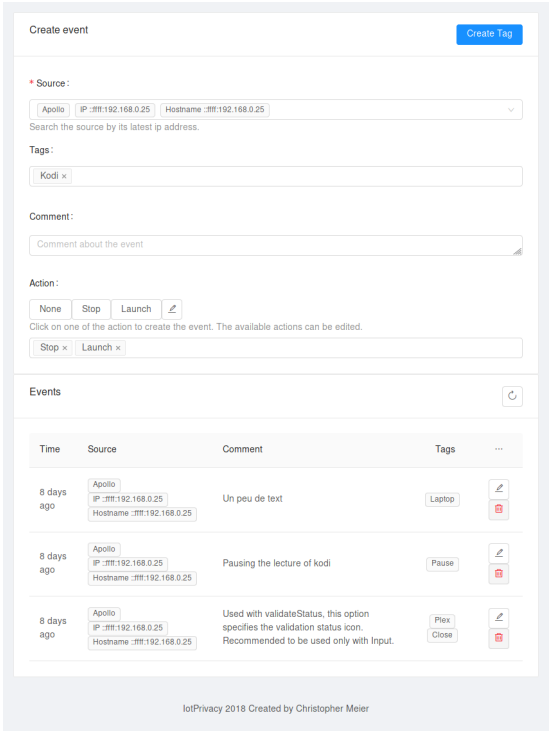 Create event
Create Tag
* Source :
Apollo IP ::ffff:192.168.0.25 Hostname ::ffff:192.168.0.25
Search the source by its latest ip address.
Tags :
Kodi ×
Comment :
Comment about the event
Action :
None Stop Launch
Click on one of the action to create the event. The available actions can be edited.
Stop × Launch ×
Events
Time Source Comment Tags ...
8 days
ago
Apollo
IP ::ffff:192.168.0.25
Hostname ::ffff:192.168.0.25
Un peu de text
Laptop
8 days
ago
Apollo
IP ::ffff:192.168.0.25
Hostname ::ffff:192.168.0.25
Pausing the lecture of kodi
Pause
8 days
ago
Apollo
IP ::ffff:192.168.0.25
Hostname ::ffff:192.168.0.25
Used with validateStatus, this option
specifies the validation status icon.
Recommended to be used only with Input.
Plex
Close
IotPrivacy 2018 Created by Christopher Meier